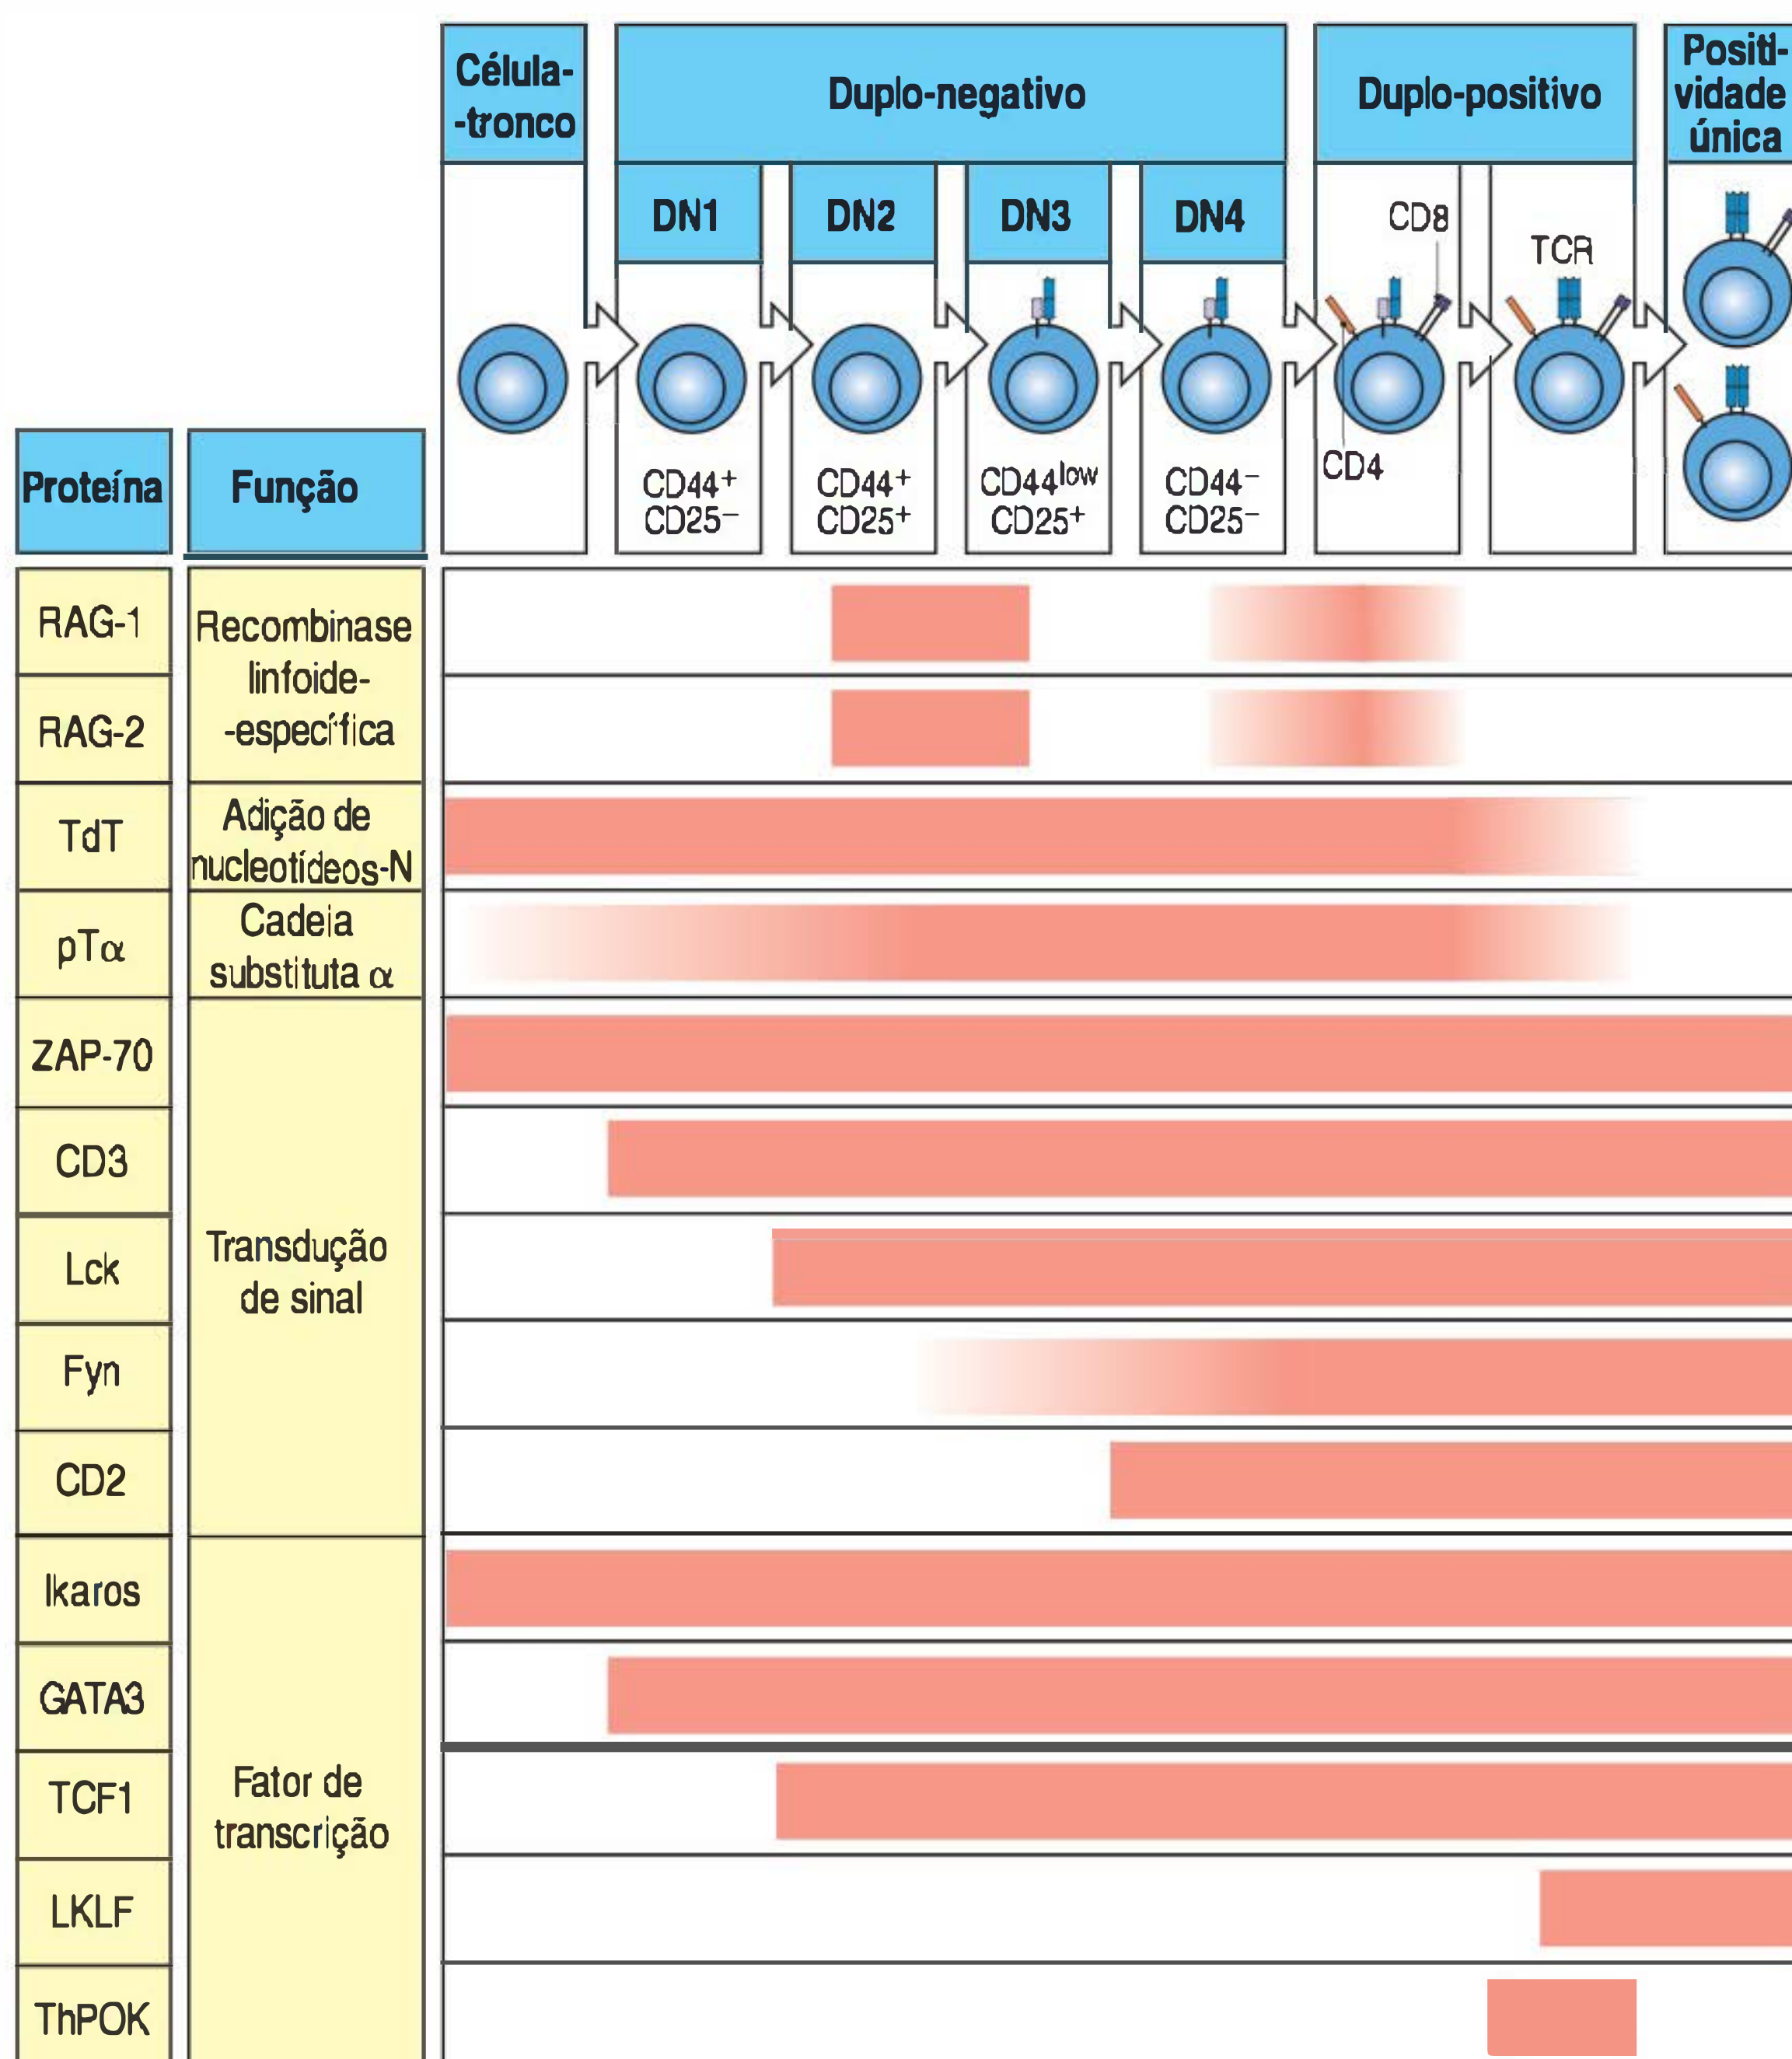 Célula-
-tronco
Duplo-negativo
Duplo-positivo
Positi-
vidade
única
DN1
DN2
DN3
DN4
CD8
TCR
CD4
CD44+
CD25−
CD44+
CD25+
CD44low
CD25+
CD44−
CD25−
Proteína
Função
RAG-1
RAG-2
Recombinase
linfoide-
-específica
TdT
Adição de
nucleotídeos-N
pTα
Cadeia
substituta α
ZAP-70
CD3
Lck
Fyn
CD2
Transdução
de sinal
Ikaros
GATA3
TCF1
LKLF
ThPOK
Fator de
transcrição